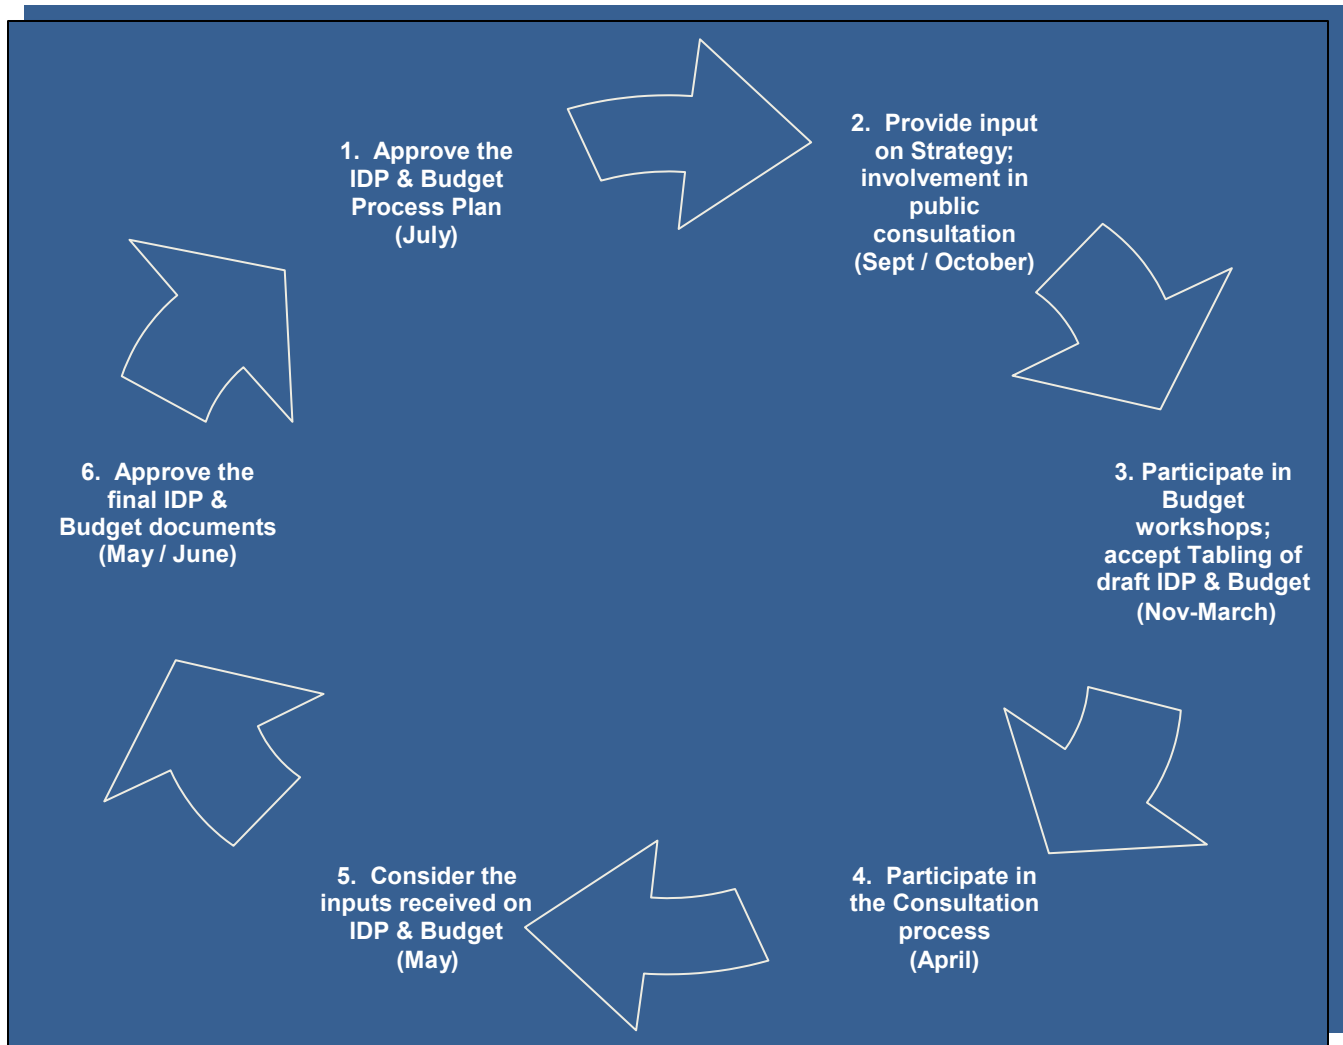 1. Approve the
IDP & Budget
Process Plan
(July)
2. Provide input
on Strategy;
involvement in
public
consultation
(Sept / October)
3. Participate in
Budget
workshops;
accept Tabling of
draft IDP & Budget
(Nov-March)
4. Participate in
the Consultation
process
(April)
5. Consider the
inputs received on
IDP & Budget
(May)
6. Approve the
final IDP &
Budget documents
(May / June)